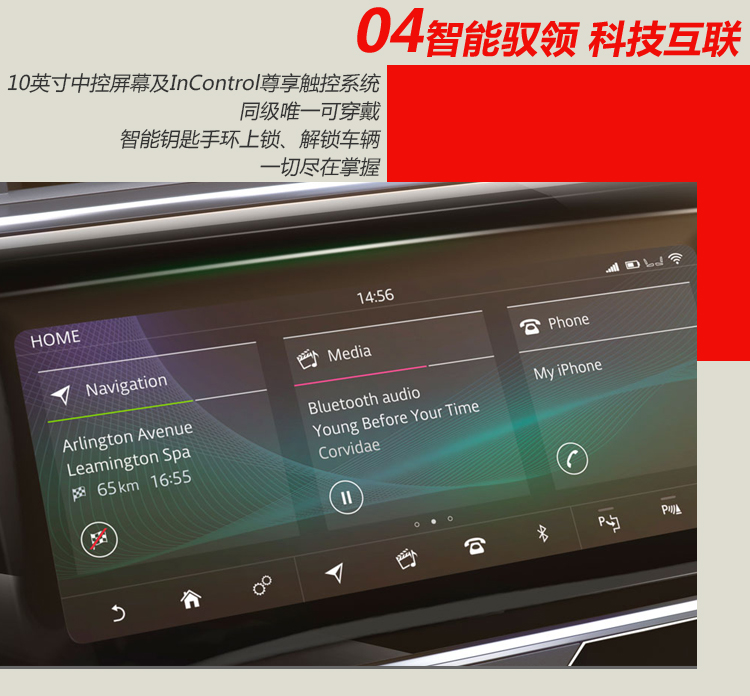 04智能驭领 科技互联
10英寸中控屏幕及InControl尊享触控系统
同级唯一可穿戴
智能钥匙手环上锁、解锁车辆
一切尽在掌握
14:56
HOME
Navigation
Arlington Avenue
Leamington Spa
65km 16:55
Media
Bluetooth audio
Young Before Your Time
Corvidae
Phone
My iPhone
P
P